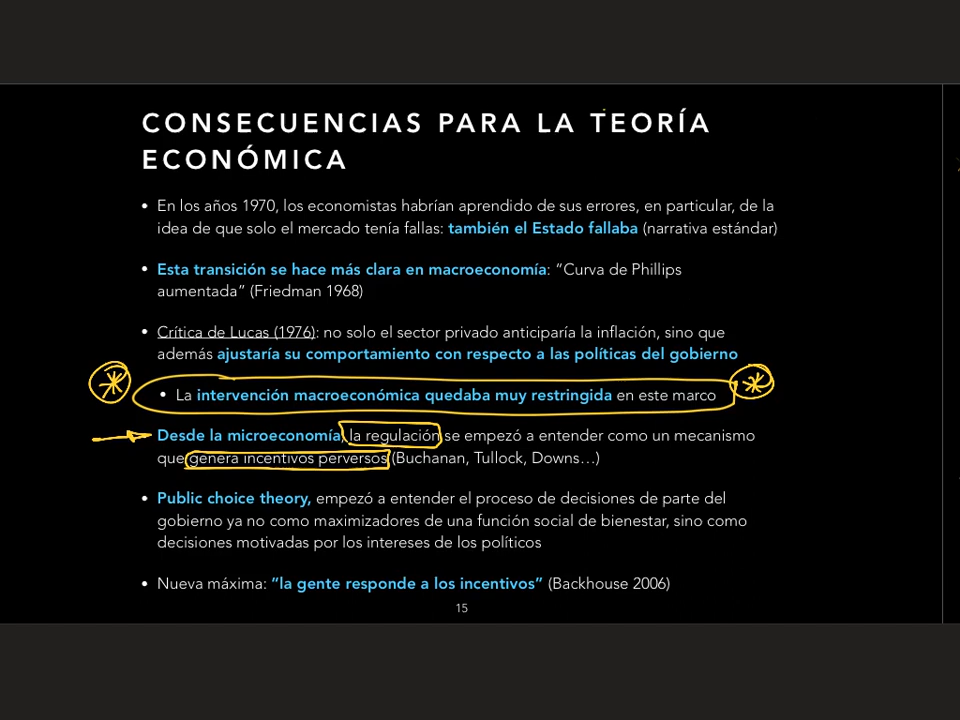 CONSECUENCIAS PARA LA TEORÍA
ECONÓMICA
• En los años 1970, los economistas habrían aprendido de sus errores, en particular, de la
idea de que solo el mercado tenía fallas: también el Estado fallaba (narrativa estándar)
• Esta transición se hace más clara en macroeconomía: “Curva de Phillips
aumentada” (Friedman 1968)
• Crítica de Lucas (1976): no solo el sector privado anticiparía la inflación, sino que
además ajustaría su comportamiento con respecto a las políticas del gobierno
• La intervención macroeconómica quedaba muy restringida en este marco
Desde la microeconomía, la regulación se empezó a entender como un mecanismo
que genera incentivos perversos (Buchanan, Tullock, Downs…)
• Public choice theory, empezó a entender el proceso de decisiones de parte del
gobierno ya no como maximizadores de una función social de bienestar, sino como
decisiones motivadas por los intereses de los políticos
• Nueva máxima: “la gente responde a los incentivos” (Backhouse 2006)
15